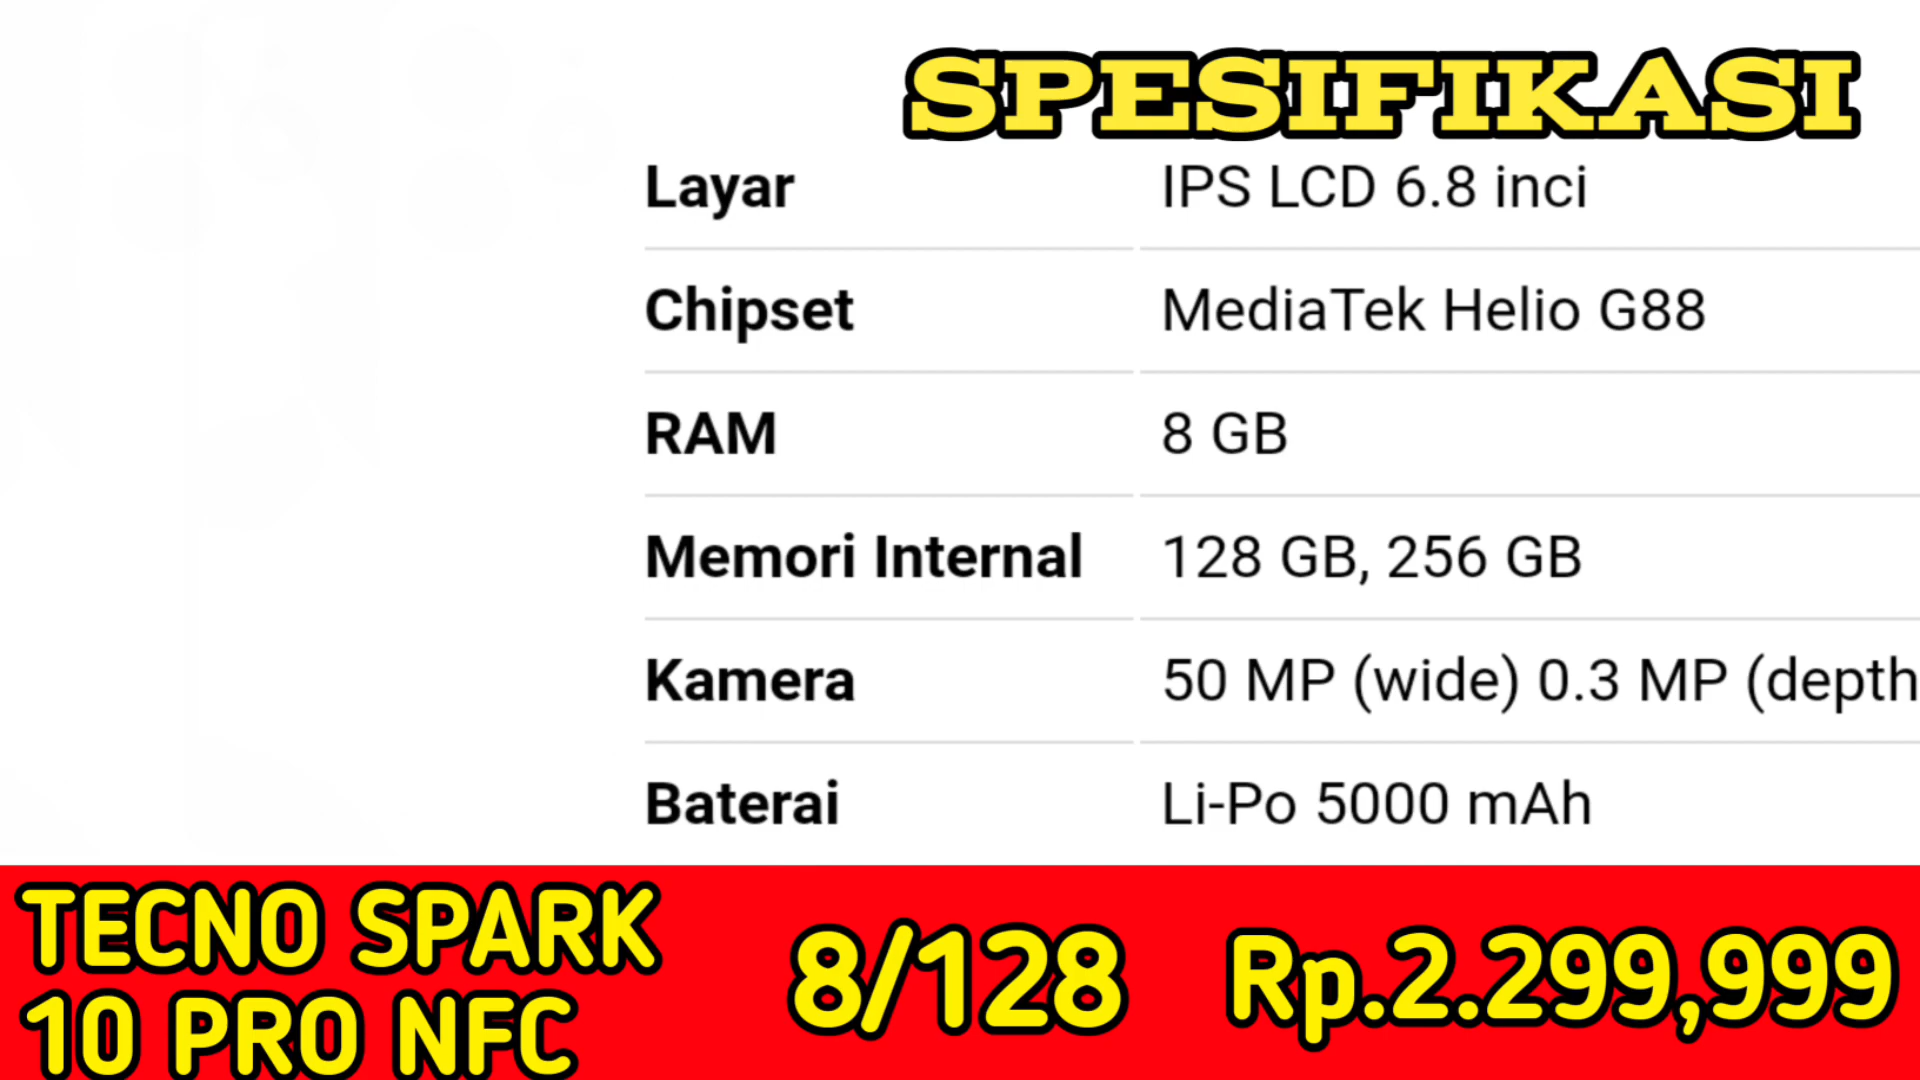 SPESIFIKASI
Layar IPS LCD 6.8 inci
Chipset MediaTek Helio G88
RAM 8 GB
Memori Internal 128 GB, 256 GB
Kamera 50 MP (wide) 0.3 MP (depth
Baterai Li-Po 5000 mAh
TECNO SPARK
10 PRO NFC
8/128
Rp.2.299,999